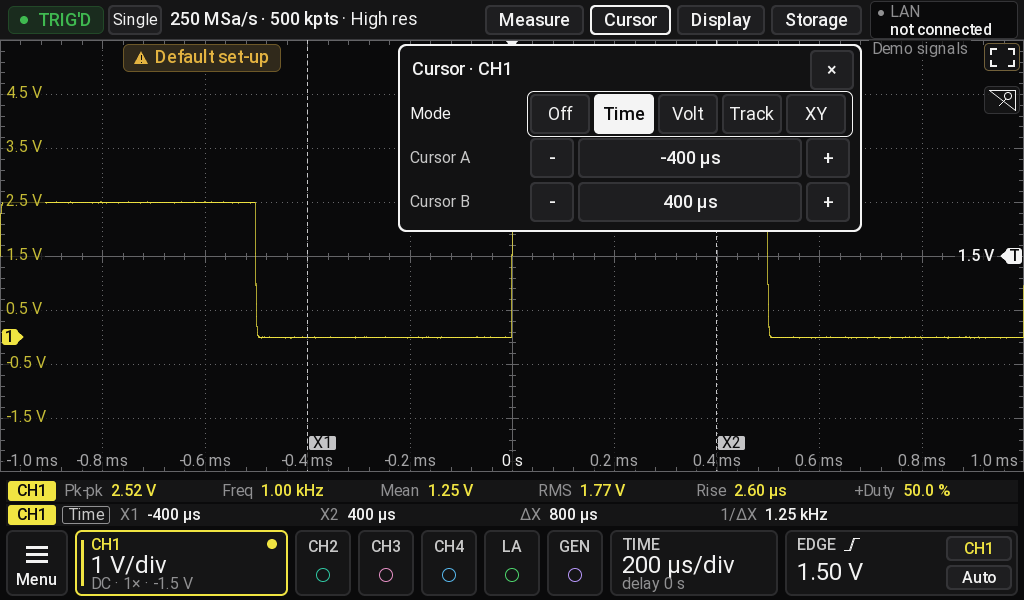 TRIG'D Single 250 MSa/s · 500 kpts · High res Measure Cursor Display Storage LAN
not connected
Default set-up Demo signals
Cursor · CH1 ×
Mode Off Time Volt Track XY
Cursor A - -400 µs +
Cursor B - 400 µs +
4.5 V
3.5 V
2.5 V
1.5 V 1.5 V T
0.5 V
1
-0.5 V
-1.5 V
X1 X2
-1.0 ms -0.8 ms -0.6 ms -0.4 ms -0.2 ms 0 s 0.2 ms 0.4 ms 0.6 ms 0.8 ms 1.0 ms
CH1 Pk-pk 2.52 V Freq 1.00 kHz Mean 1.25 V RMS 1.77 V Rise 2.60 µs +Duty 50.0 %
CH1 Time X1 -400 µs X2 400 µs ΔX 800 µs 1/ΔX 1.25 kHz
Menu
CH1
1 V/div
DC · 1× · -1.5 V
CH2 CH3 CH4 LA GEN
TIME
200 µs/div
delay 0 s
EDGE CH1
1.50 V Auto